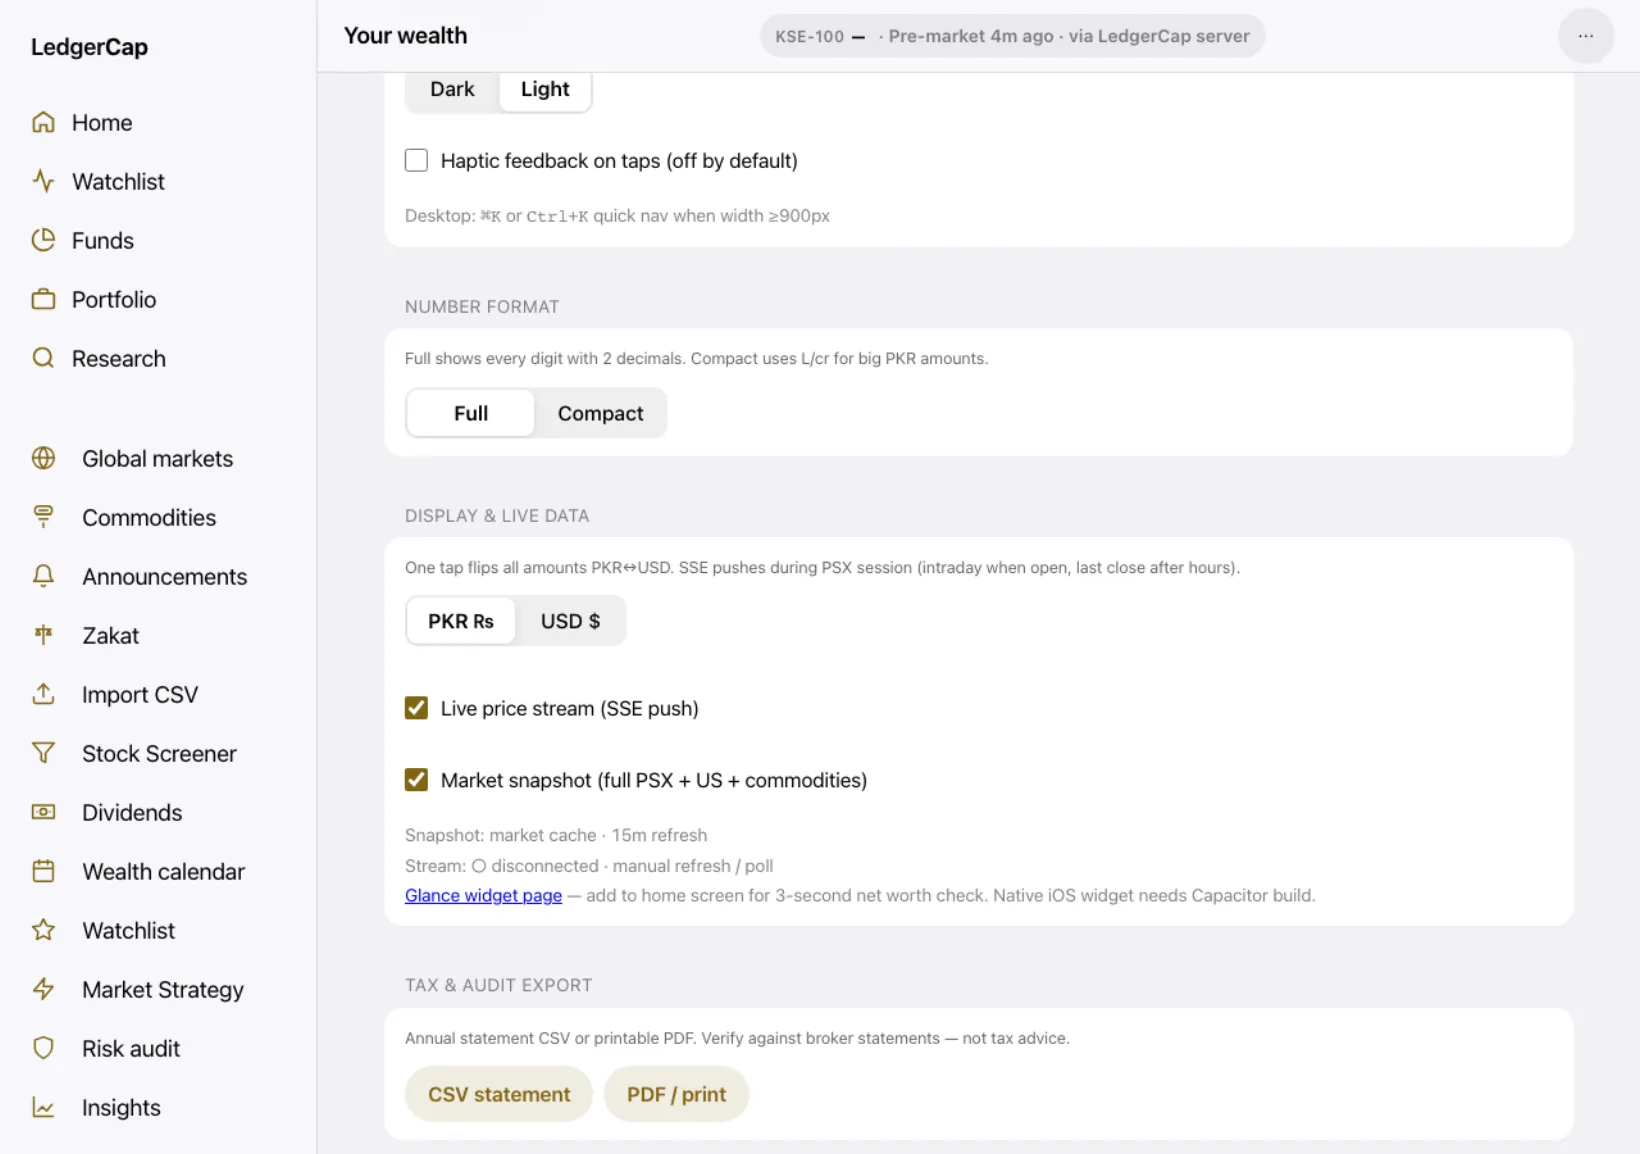 LedgerCap
Home
Watchlist
Funds
Portfolio
Research
Global markets
Commodities
Announcements
Zakat
Import CSV
Stock Screener
Dividends
Wealth calendar
Watchlist
Market Strategy
Risk audit
Insights
Your wealth
KSE-100 — · Pre-market 4m ago · via LedgerCap server
...
Dark Light
Haptic feedback on taps (off by default)
Desktop: ⌘K or Ctrl+K quick nav when width ≥900px
NUMBER FORMAT
Full shows every digit with 2 decimals. Compact uses L/cr for big PKR amounts.
Full Compact
DISPLAY & LIVE DATA
One tap flips all amounts PKR↔USD. SSE pushes during PSX session (intraday when open, last close after hours).
PKR ₨ USD $
Live price stream (SSE push)
Market snapshot (full PSX + US + commodities)
Snapshot: market cache · 15m refresh
Stream: ○ disconnected · manual refresh / poll
Glance widget page — add to home screen for 3-second net worth check. Native iOS widget needs Capacitor build.
TAX & AUDIT EXPORT
Annual statement CSV or printable PDF. Verify against broker statements — not tax advice.
CSV statement PDF / print